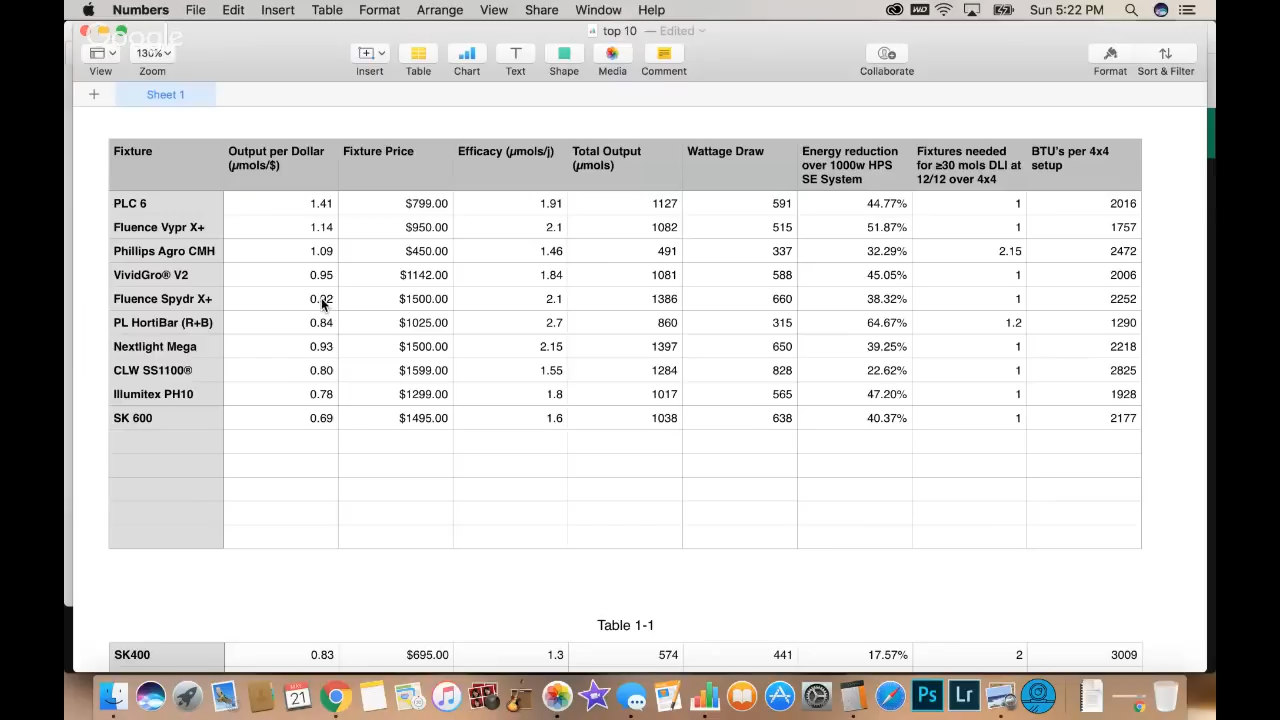 Numbers File Edit Insert Table Format Arrange View Share Window Help WD Sun 5:22 PM
Google
top 10 — Edited
130%
View Zoom Insert Table Chart Text Shape Media Comment Collaborate Format Sort & Filter
Sheet 1
Fixture Output per Dollar (µmols/$) Fixture Price Efficacy (µmols/j) Total Output (µmols) Wattage Draw Energy reduction over 1000w HPS SE System Fixtures needed for ≥30 mols DLI at 12/12 over 4x4 BTU's per 4x4 setup
PLC 6 1.41 $799.00 1.91 1127 591 44.77% 1 2016
Fluence Vypr X+ 1.14 $950.00 2.1 1082 515 51.87% 1 1757
Phillips Agro CMH 1.09 $450.00 1.46 491 337 32.29% 2.15 2472
VividGro® V2 0.95 $1142.00 1.84 1081 588 45.05% 1 2006
Fluence Spydr X+ 0.92 $1500.00 2.1 1386 660 38.32% 1 2252
PL HortiBar (R+B) 0.84 $1025.00 2.7 860 315 64.67% 1.2 1290
Nextlight Mega 0.93 $1500.00 2.15 1397 650 39.25% 1 2218
CLW SS1100® 0.80 $1599.00 1.55 1284 828 22.62% 1 2825
Illumitex PH10 0.78 $1299.00 1.8 1017 565 47.20% 1 1928
SK 600 0.69 $1495.00 1.6 1038 638 40.37% 1 2177
Table 1-1
SK400 0.83 $695.00 1.3 574 441 17.57% 2 3009
21 Ps Lr